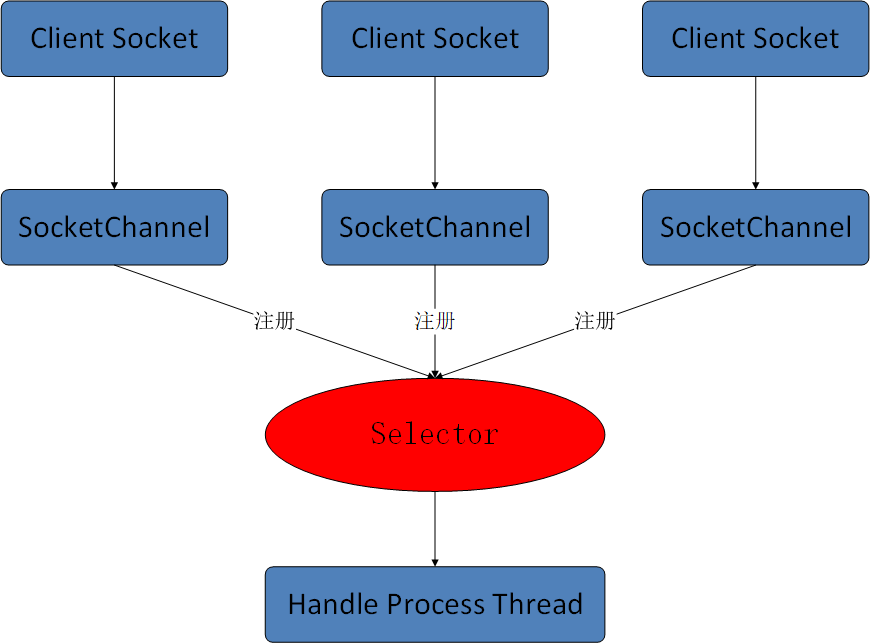 Client Socket
Client Socket
Client Socket
SocketChannel
SocketChannel
SocketChannel
注册
注册
注册
Selector
Handle Process Thread